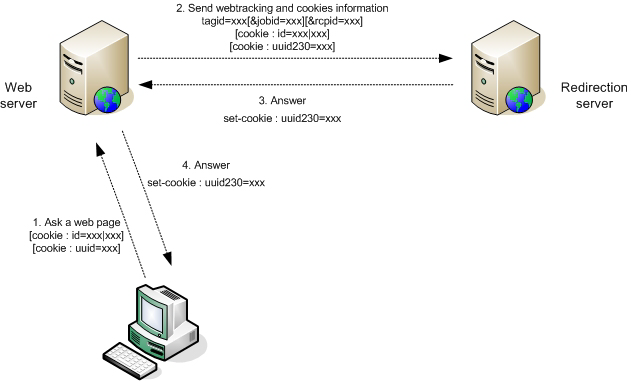 2. Send webtracking and cookies information
tagid=xxx[&jobid=xxx][&rcpid=xxx]
[cookie : id=xxx|xxx]
[cookie : uuid230=xxx]
Web
server
Redirection
server
3. Answer
set-cookie : uuid230=xxx
4. Answer
set-cookie : uuid230=xxx
1. Ask a web page
[cookie : id=xxx|xxx]
[cookie : uuid=xxx]